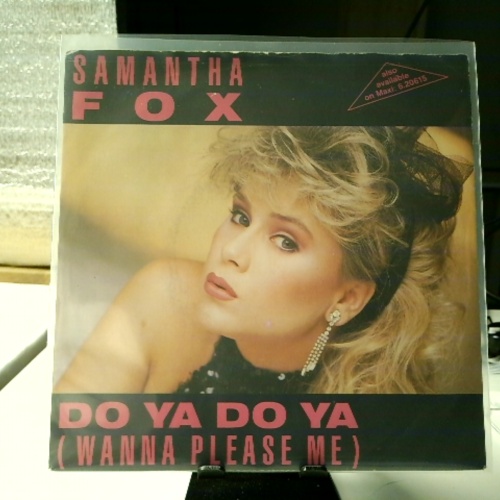 SAMANTHA
FOX
also
available
on Maxi: 6.20615
DO YA DO YA
(WANNA PLEASE ME)